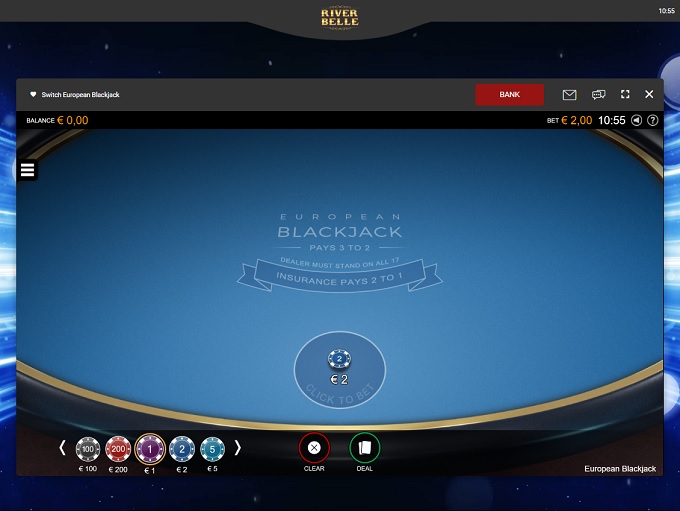 RIVER
BELLE
10:55
Switch European Blackjack
BANK
BALANCE € 0,00
BET € 2,00 10:55 ?
EUROPEAN
BLACKJACK
PAYS 3 TO 2
DEALER MUST STAND ON ALL 17
INSURANCE PAYS 2 TO 1
2
€ 2
CLICK TO BET
100 200 1 2 5
€ 100 € 200 € 1 € 2 € 5
CLEAR DEAL
European Blackjack